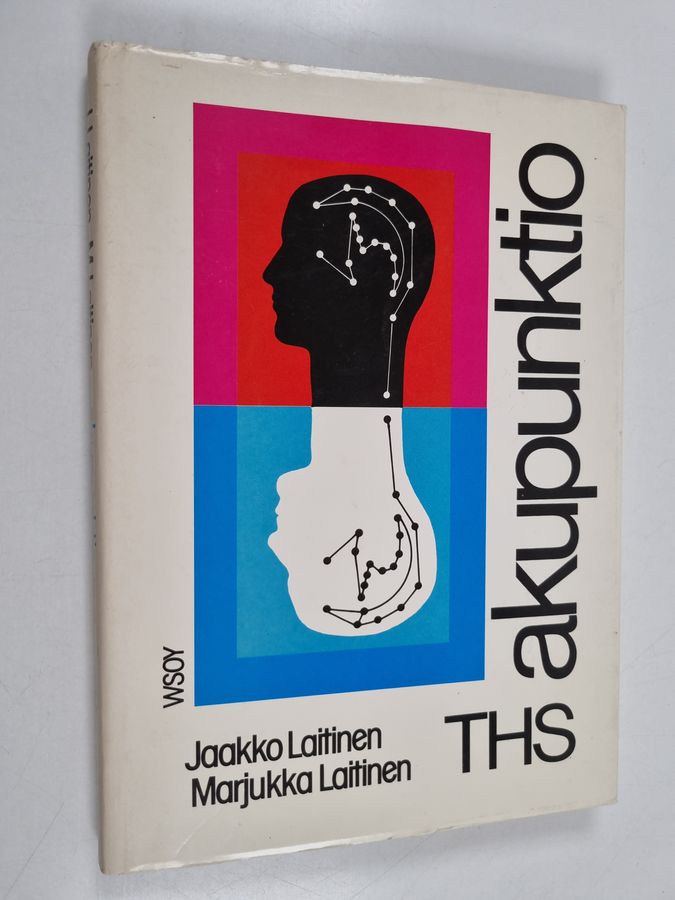 akupunktio
THS
WSOY
Jaakko Laitinen
Marjukka Laitinen